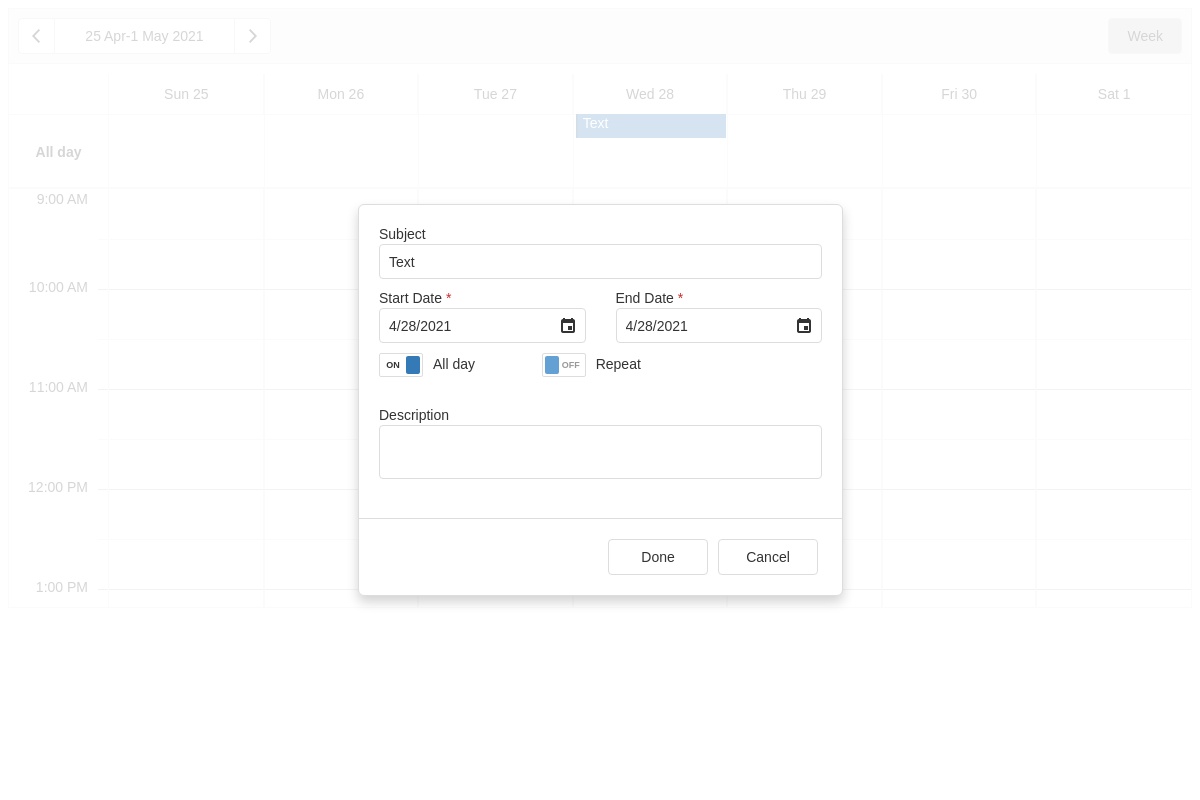 25 Apr-1 May 2021
Week
Sun 25 Mon 26 Tue 27 Wed 28 Thu 29 Fri 30 Sat 1
All day
Text
9:00 AM
10:00 AM
11:00 AM
12:00 PM
1:00 PM
Subject
Text
Start Date * End Date *
4/28/2021 4/28/2021
ON All day OFF Repeat
Description
Done Cancel